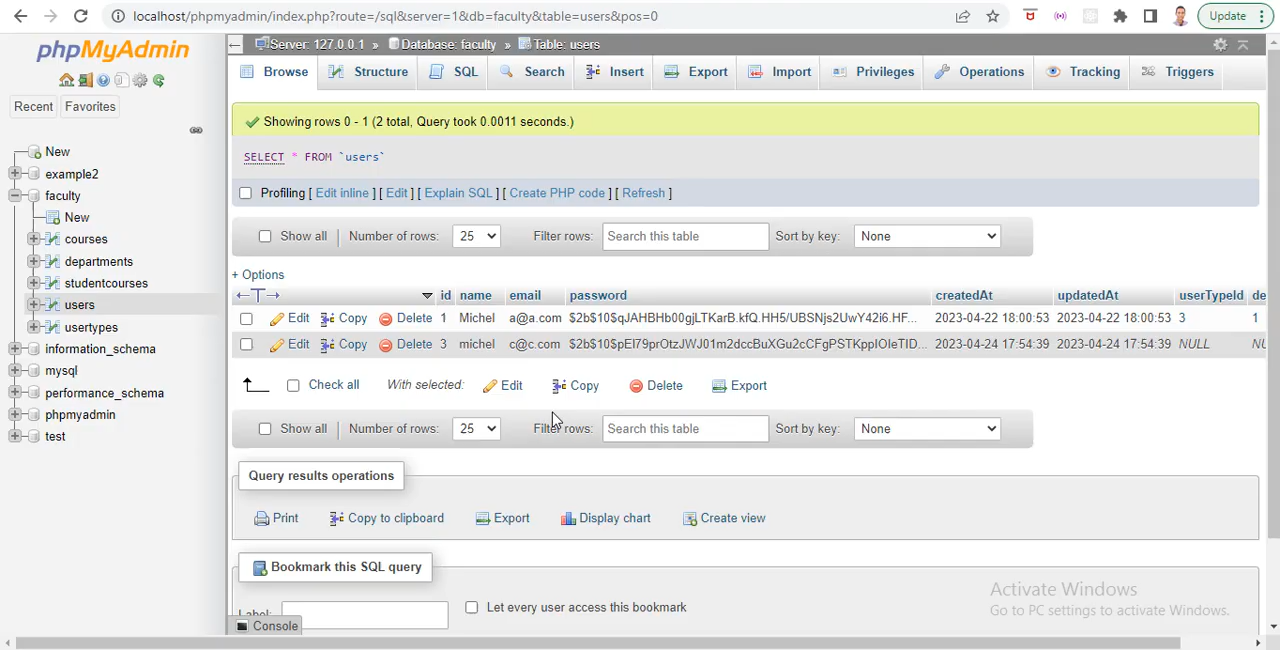 localhost/phpmyadmin/index.php?route=/sql&server=1&db=faculty&table=users&pos=0
Update
phpMyAdmin
Recent Favorites
New
example2
faculty
New
courses
departments
studentcourses
users
usertypes
information_schema
mysql
performance_schema
phpmyadmin
test
Server: 127.0.0.1 » Database: faculty » Table: users
Browse Structure SQL Search Insert Export Import Privileges Operations Tracking Triggers
Showing rows 0 - 1 (2 total, Query took 0.0011 seconds.)
SELECT * FROM `users`
Profiling [ Edit inline ] [ Edit ] [ Explain SQL ] [ Create PHP code ] [ Refresh ]
Show all Number of rows: 25 Filter rows: Search this table Sort by key: None
+ Options
id name email password createdAt updatedAt userTypeId de
Edit Copy Delete 1 Michel a@a.com $2b$10$qJAHBHb00gjLTKarB.kfQ.HH5/UBSNjs2UwY42i6.HF... 2023-04-22 18:00:53 2023-04-22 18:00:53 3 1
Edit Copy Delete 3 michel c@c.com $2b$10$pEI79prOtzJWJ01m2dccBuXGu2cCFgPSTKppIOleTID... 2023-04-24 17:54:39 2023-04-24 17:54:39 NULL NU
Check all With selected: Edit Copy Delete Export
Show all Number of rows: 25 Filter rows: Search this table Sort by key: None
Query results operations
Print Copy to clipboard Export Display chart Create view
Bookmark this SQL query
Label: Let every user access this bookmark
Console
Activate Windows
Go to PC settings to activate Windows.